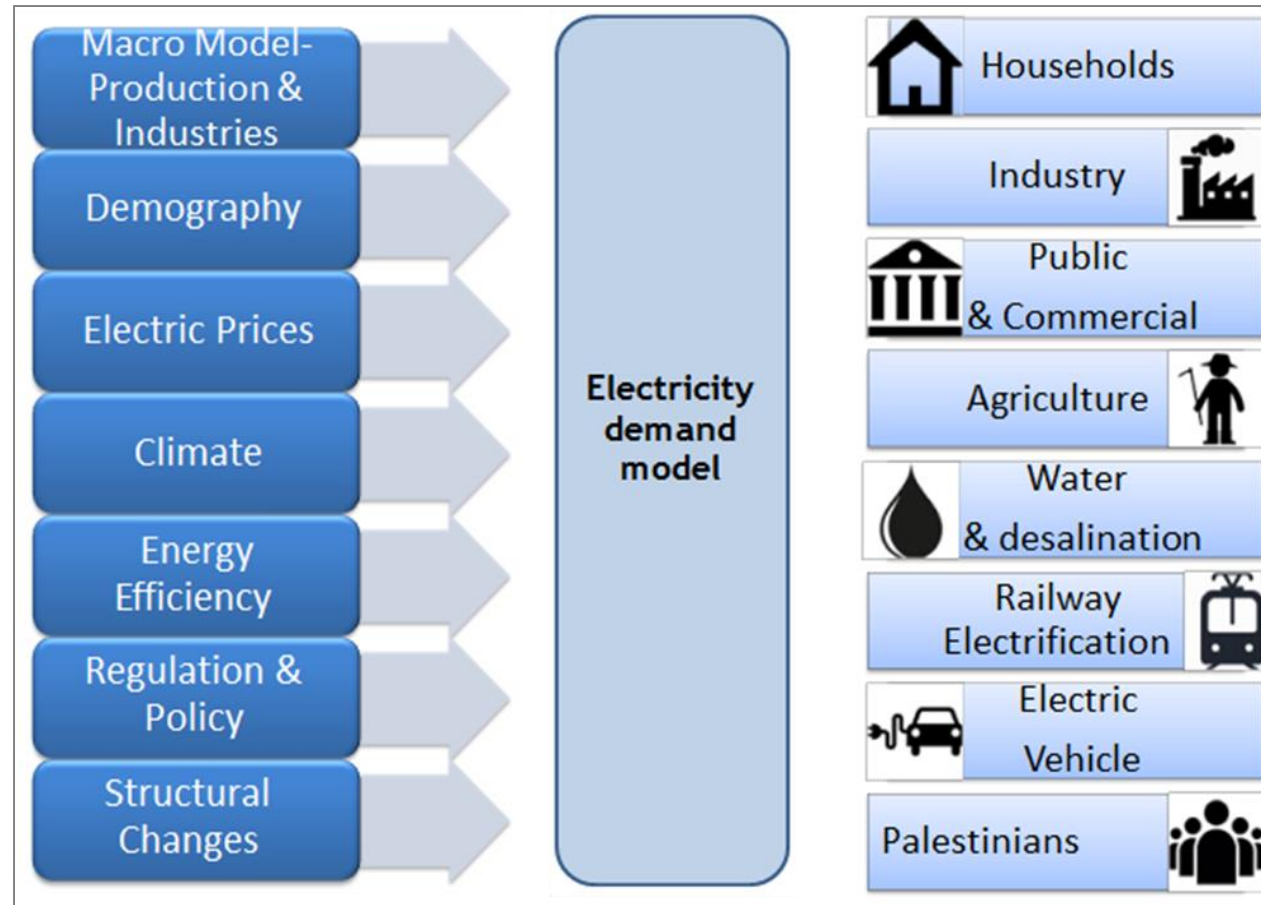 Macro Model-
Production &
Industries
Demography
Electric Prices
Climate
Energy
Efficiency
Regulation &
Policy
Structural
Changes
Electricity
demand
model
Households
Industry
Public
& Commercial
Agriculture
Water
& desalination
Railway
Electrification
Electric
Vehicle
Palestinians